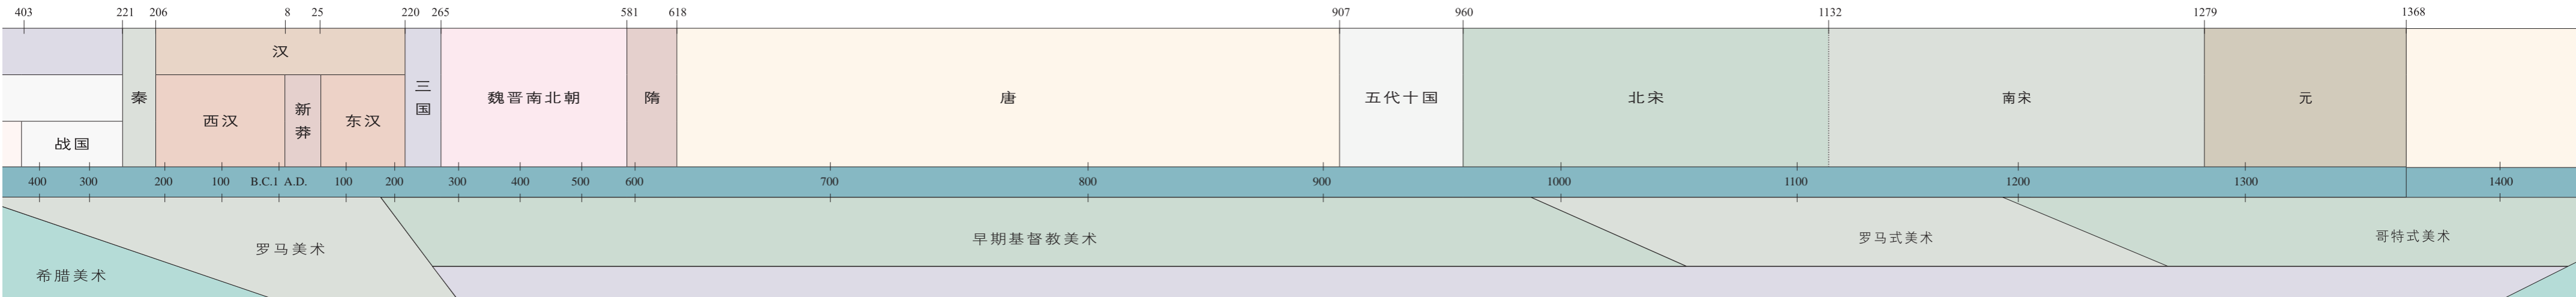 403 221 206 8 25 220 265 581 618 907 960 1132 1279 1368
汉
秦
三国
魏晋南北朝
隋
唐
五代十国
北宋
南宋
元
西汉
新莽
东汉
战国
400 300 200 100 B.C.1 A.D. 100 200 300 400 500 600 700 800 900 1000 1100 1200 1300 1400
罗马美术
早期基督教美术
罗马式美术
哥特式美术
希腊美术